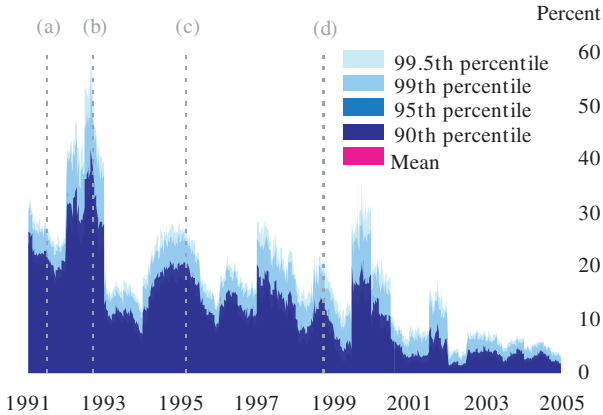 Percent
(a)
(b)
(c)
(d)
99.5th percentile
99th percentile
95th percentile
90th percentile
Mean
60
50
40
30
20
10
0
1991
1993
1995
1997
1999
2001
2003
2005